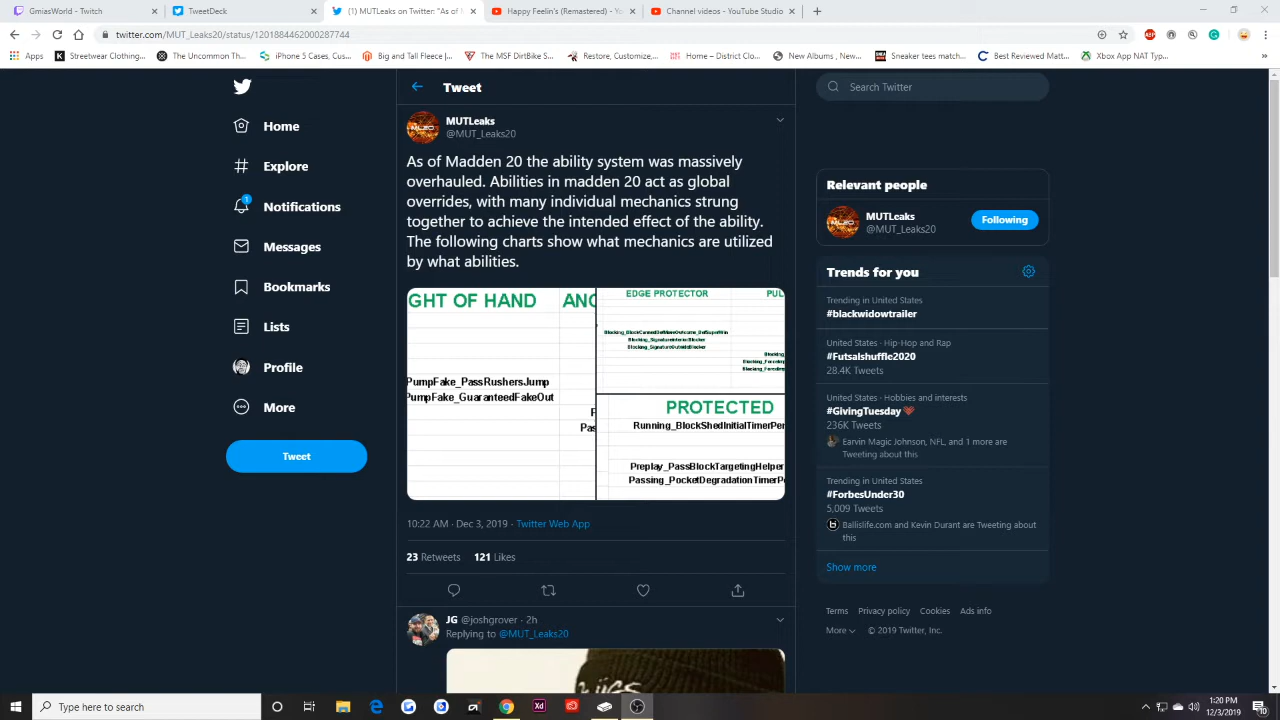 GmiasWorld - Twitch
TweetDeck
(1) MUTLeaks on Twitter: "As of M
Happy Feelin's (Remastered) - Yo
Channel videos - YouTube Studio
twitter.com/MUT_Leaks20/status/1201884462000287744
Apps
Streetwear Clothing...
The Nines
iPhone 5 Cases, Cus...
Big and Tall Fleece |...
The MSF DirtBike S...
Restore, Customize,...
Home – District Clo...
New Albums , New...
Sneaker tees match...
Best Reviewed Mott...
Xbox App NAT Typ...
Home
Explore
1
Notifications
Messages
Bookmarks
Lists
Profile
More
Tweet
Tweet
MUTLeaks
@MUT_Leaks20
As of Madden 20 the ability system was massively
overhauled. Abilities in madden 20 act as global
overrides, with many individual mechanics strung
together to achieve the intended effect of the ability.
The following charts show what mechanics are utilized
by what abilities.
GHT OF HAND
ANC
PumpFake_PassRushersJump
PumpFake_GuaranteedFakeOut
F
Pas
EDGE PROTECTOR
PUL
Blocking_SignatureInteriorBlocker
Blocking_SignatureOutsideBlocker
PROTECTED
Running_BlockShedInitialTimerPer
Preplay_PassBlockTargetingHelper
Passing_PocketDegradationTimerPe
10:22 AM · Dec 3, 2019 · Twitter Web App
23 Retweets 121 Likes
JG @joshgrover · 2h
Replying to @MUT_Leaks20
Search Twitter
Relevant people
MUTLeaks
@MUT_Leaks20
Following
Trends for you
Trending in United States
#blackwidowtrailer
United States · Hip-Hop and Rap
#Futsalshuffle2020
28.4K Tweets
United States · Hobbies and interests
#GivingTuesday
236K Tweets
Earvin Magic Johnson, NFL, and 1 more are
Tweeting about this
Trending in United States
#ForbesUnder30
5,009 Tweets
Ballislife.com and Kevin Durant are Tweeting about
this
Show more
Terms Privacy policy Cookies Ads info
More © 2019 Twitter, Inc.
Type here to search
1:20 PM
12/3/2019
10